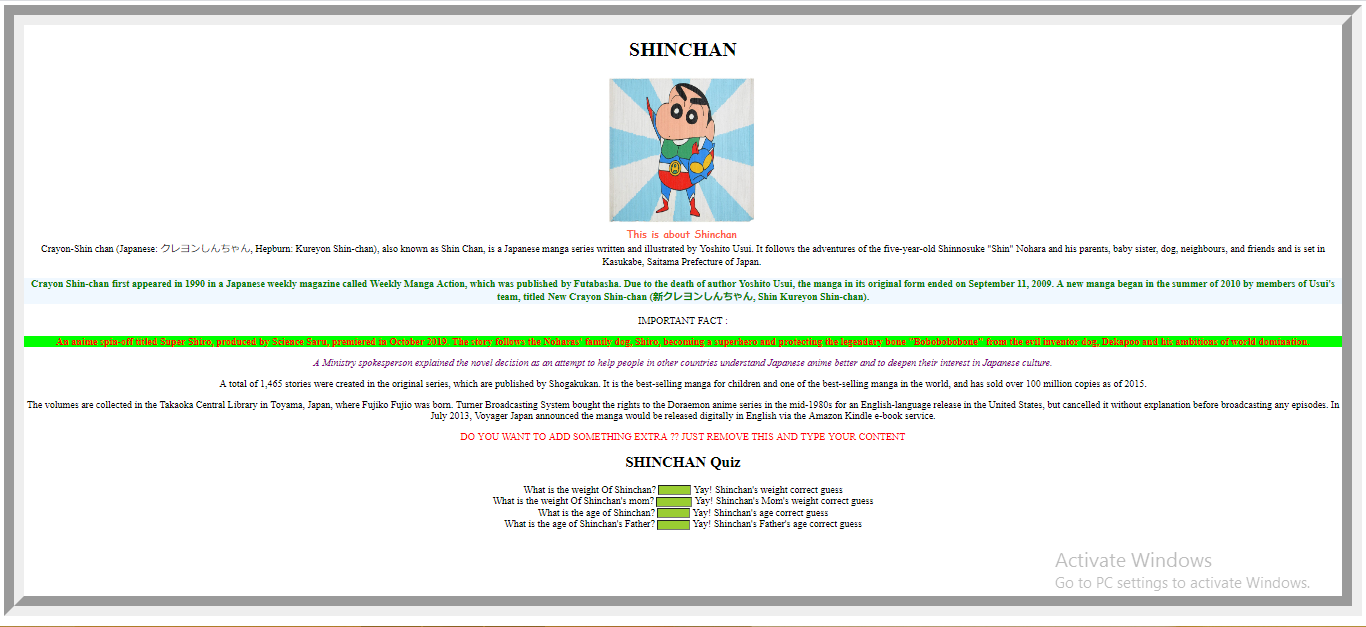 SHINCHAN
This is about Shinchan
Crayon-Shin chan (Japanese: クレヨンしんちゃん, Hepburn: Kureyon Shin-chan), also known as Shin Chan, is a Japanese manga series written and illustrated by Yoshito Usui. It follows the adventures of the five-year-old Shinnosuke "Shin" Nohara and his parents, baby sister, dog, neighbours, and friends and is set in
Kasukabe, Saitama Prefecture of Japan.
Crayon Shin-chan first appeared in 1990 in a Japanese weekly magazine called Weekly Manga Action, which was published by Futabasha. Due to the death of author Yoshito Usui, the manga in its original form ended on September 11, 2009. A new manga began in the summer of 2010 by members of Usui's
team, titled New Crayon Shin-chan (新クレヨンしんちゃん, Shin Kureyon Shin-chan).
IMPORTANT FACT :
An anime spin-off titled Super Shiro, produced by Science Saru, premiered in October 2019. The story follows the Noharas' family dog, Shiro, becoming a superhero and protecting the legendary bone "Bobobobobone" from the evil inventor dog, Dekapoo and his ambitions of world domination.
A Ministry spokesperson explained the novel decision as an attempt to help people in other countries understand Japanese anime better and to deepen their interest in Japanese culture.
A total of 1,465 stories were created in the original series, which are published by Shogakukan. It is the best-selling manga for children and one of the best-selling manga in the world, and has sold over 100 million copies as of 2015.
The volumes are collected in the Takaoka Central Library in Toyama, Japan, where Fujiko Fujio was born. Turner Broadcasting System bought the rights to the Doraemon anime series in the mid-1980s for an English-language release in the United States, but cancelled it without explanation before broadcasting any episodes. In
July 2013, Voyager Japan announced the manga would be released digitally in English via the Amazon Kindle e-book service.
DO YOU WANT TO ADD SOMETHING EXTRA ?? JUST REMOVE THIS AND TYPE YOUR CONTENT
SHINCHAN Quiz
What is the weight Of Shinchan? Yay! Shinchan's weight correct guess
What is the weight Of Shinchan's mom? Yay! Shinchan's Mom's weight correct guess
What is the age of Shinchan? Yay! Shinchan's age correct guess
What is the age of Shinchan's Father? Yay! Shinchan's Father's age correct guess
Activate Windows
Go to PC settings to activate Windows.